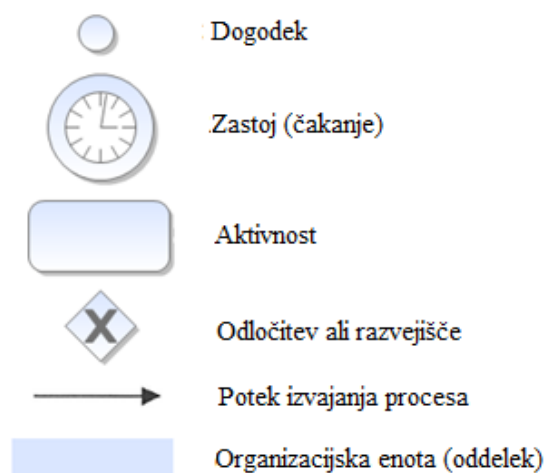 : Dogodek
.Zastoj (čakanje)
Aktivnost
X
Odločitev ali razvejišče
Potek izvajanja procesa
Organizacijska enota (oddelek)